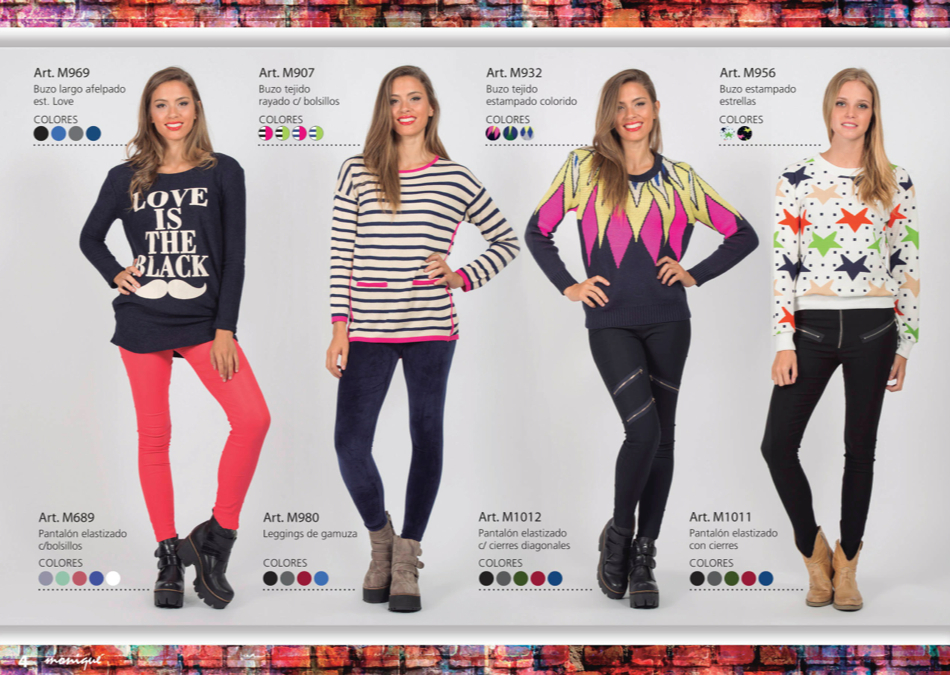 Art. M969
Buzo largo afelpado
est. Love
COLORES
Art. M907
Buzo tejido
rayado c/ bolsillos
COLORES
Art. M932
Buzo tejido
estampado colorido
COLORES
Art. M956
Buzo estampado
estrellas
COLORES
LOVE
IS
THE
BLACK
Art. M689
Pantalón elastizado
c/bolsillos
COLORES
Art. M980
Leggings de gamuza
COLORES
Art. M1012
Pantalón elastizado
c/ cierres diagonales
COLORES
Art. M1011
Pantalón elastizado
con cierres
COLORES
4 moniqué